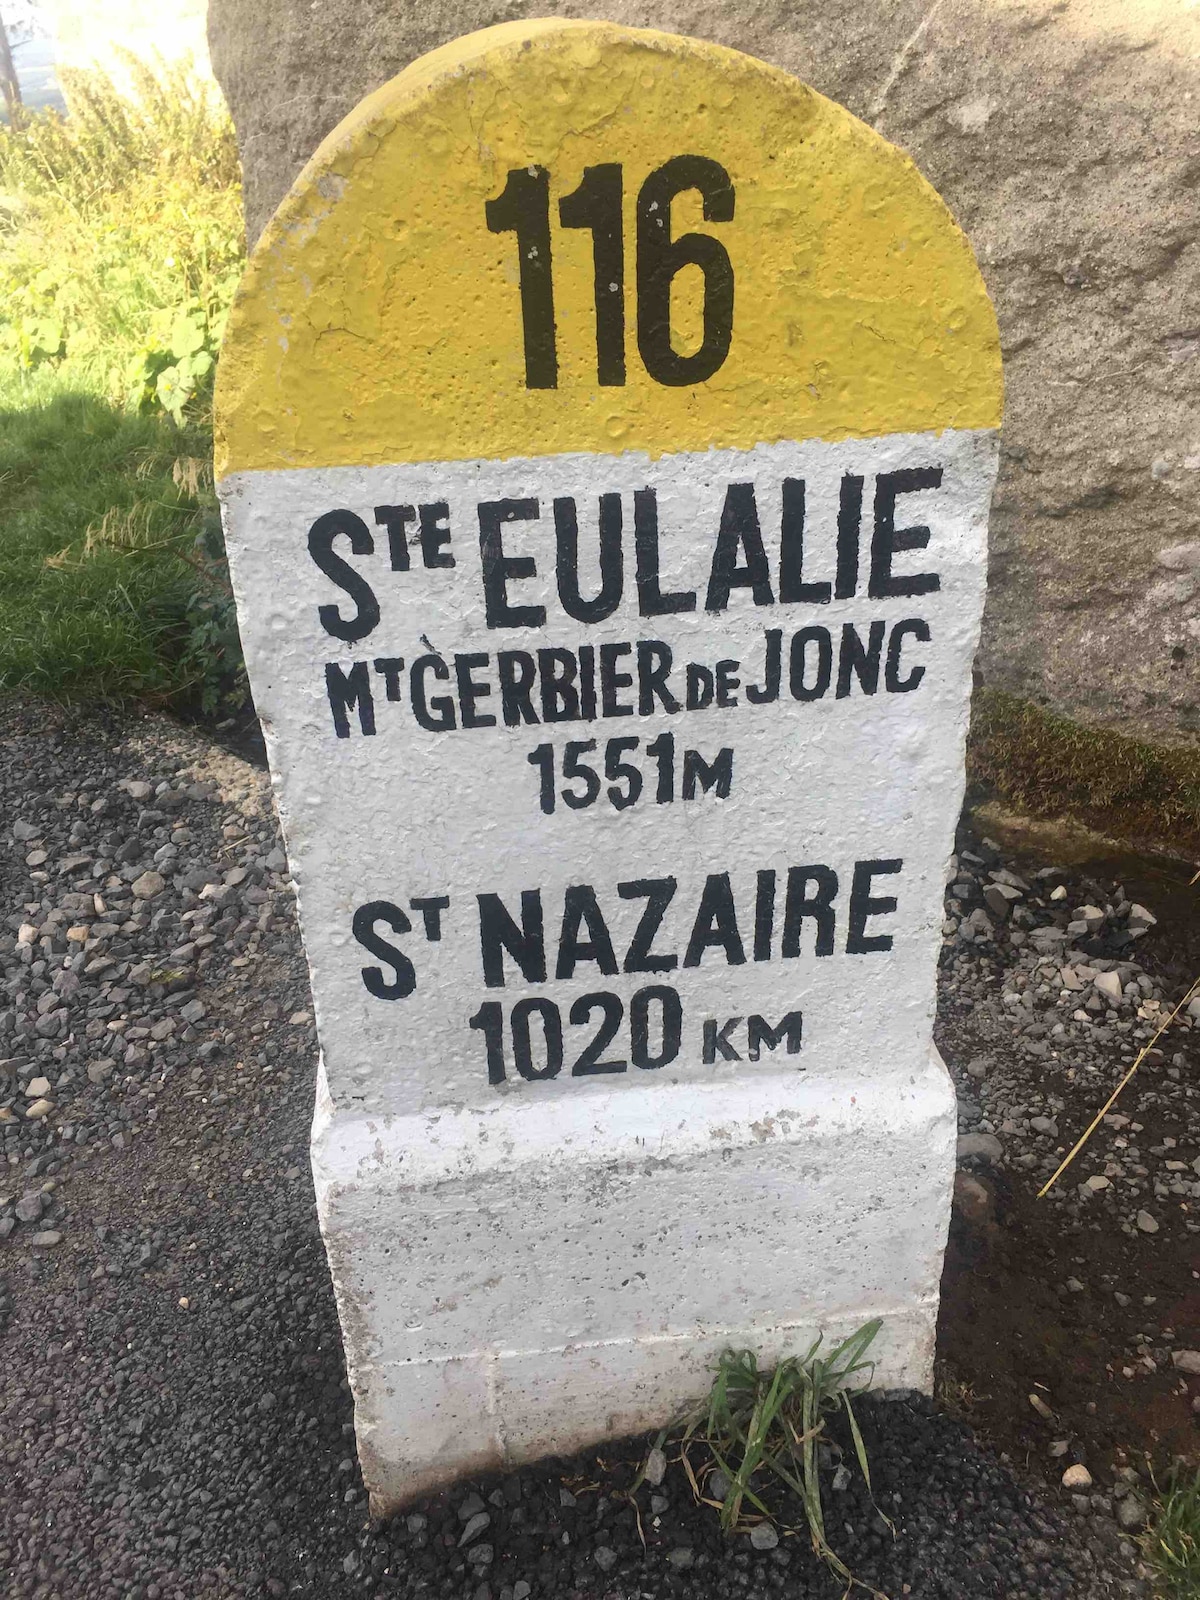 116
STE EULALIE
MT GERBIER DE JONC
1551M
ST NAZAIRE
1020 KM